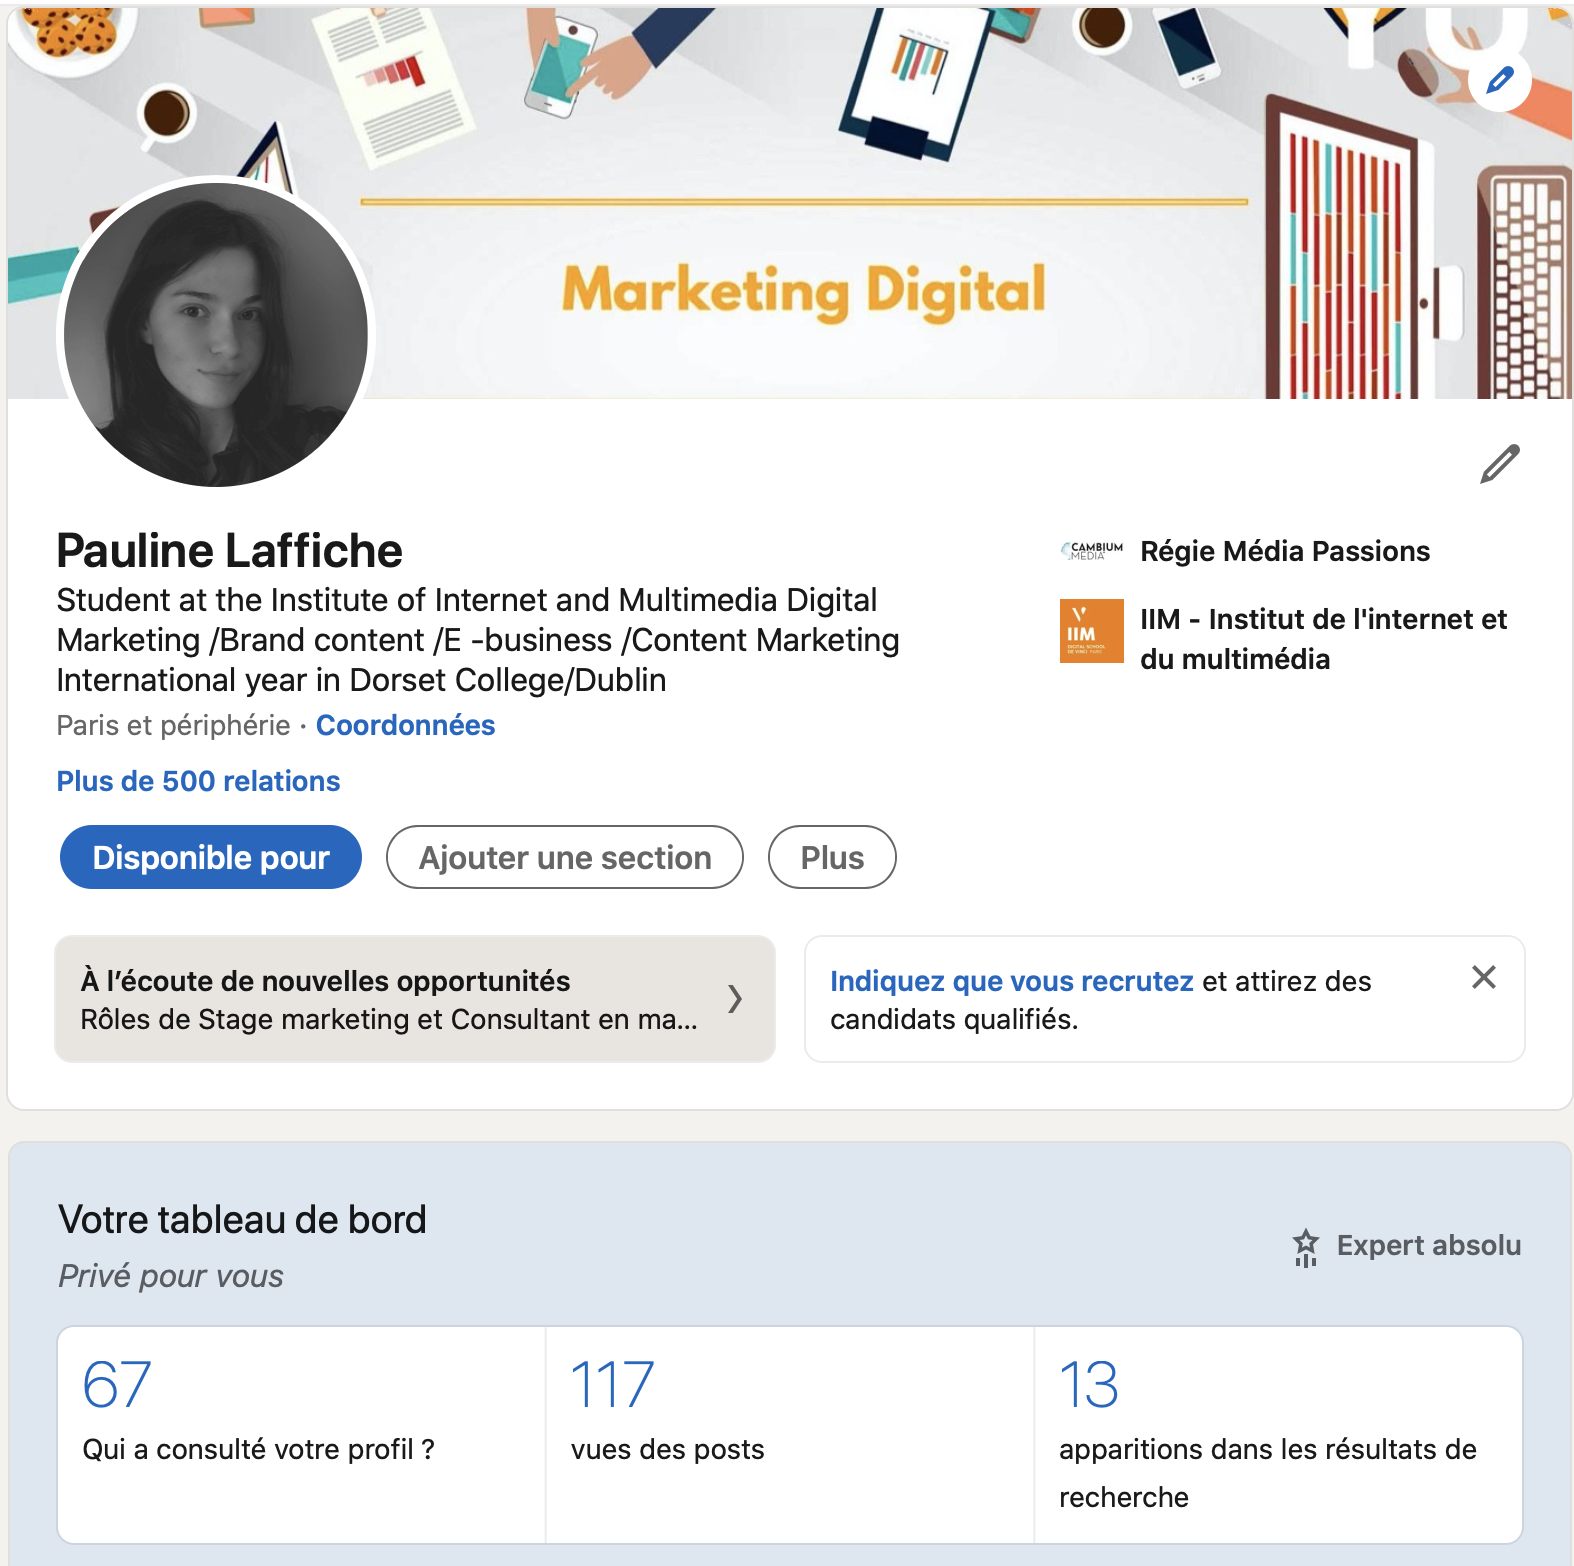 Marketing Digital
Pauline Laffiche
Student at the Institute of Internet and Multimedia Digital
Marketing /Brand content /E -business /Content Marketing
International year in Dorset College/Dublin
Paris et périphérie · Coordonnées
Plus de 500 relations
CAMBIUM
MEDIA
Régie Média Passions
IIM
DIGITAL SCHOOL
IIM - Institut de l'internet et
du multimédia
Disponible pour
Ajouter une section
Plus
À l’écoute de nouvelles opportunités
Rôles de Stage marketing et Consultant en ma...
Indiquez que vous recrutez et attirez des
candidats qualifiés.
Votre tableau de bord
Privé pour vous
Expert absolu
67
Qui a consulté votre profil ?
117
vues des posts
13
apparitions dans les résultats de
recherche